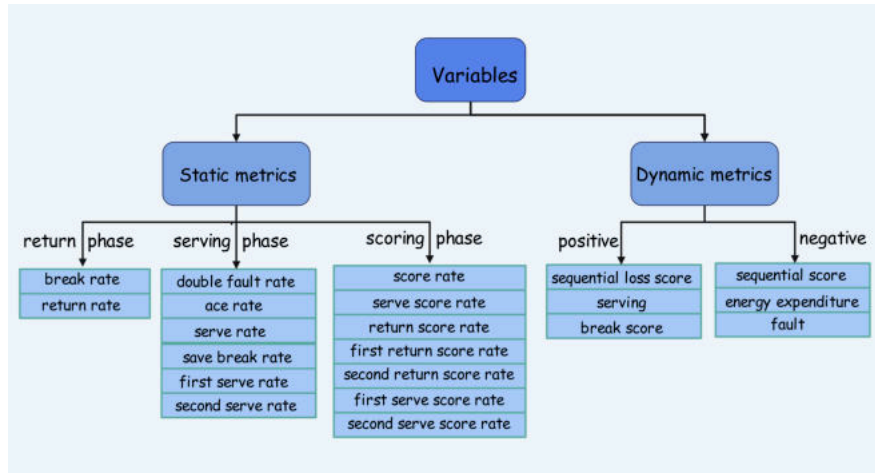 Variables
Static metrics
Dynamic metrics
return phase
serving phase
scoring phase
positive
negative
break rate
return rate
double fault rate
ace rate
serve rate
save break rate
first serve rate
second serve rate
score rate
serve score rate
return score rate
first return score rate
second return score rate
first serve score rate
second serve score rate
sequential loss score
serving
break score
sequential score
energy expenditure
fault